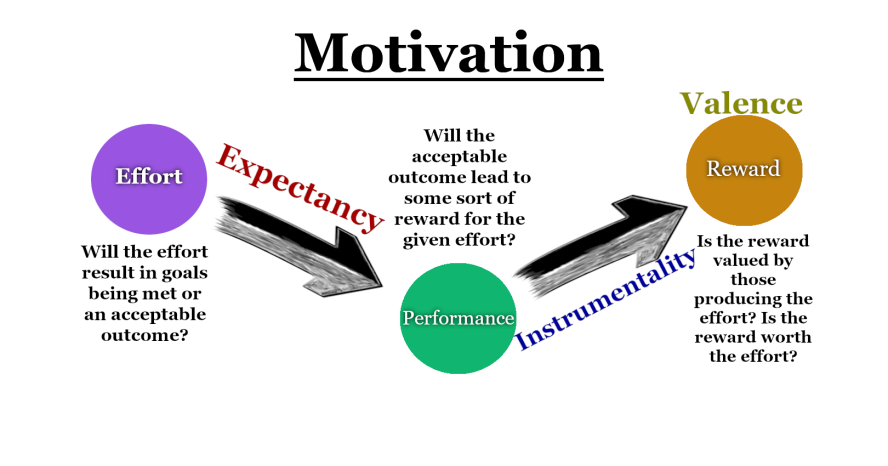 Motivation
Effort
Will the effort
result in goals
being met or
an acceptable
outcome?
Expectancy
Will the
acceptable
outcome lead to
some sort of
reward for the
given effort?
Performance
Instrumentality
Valence
Reward
Is the reward
valued by
those
producing the
effort? Is the
reward worth
the effort?